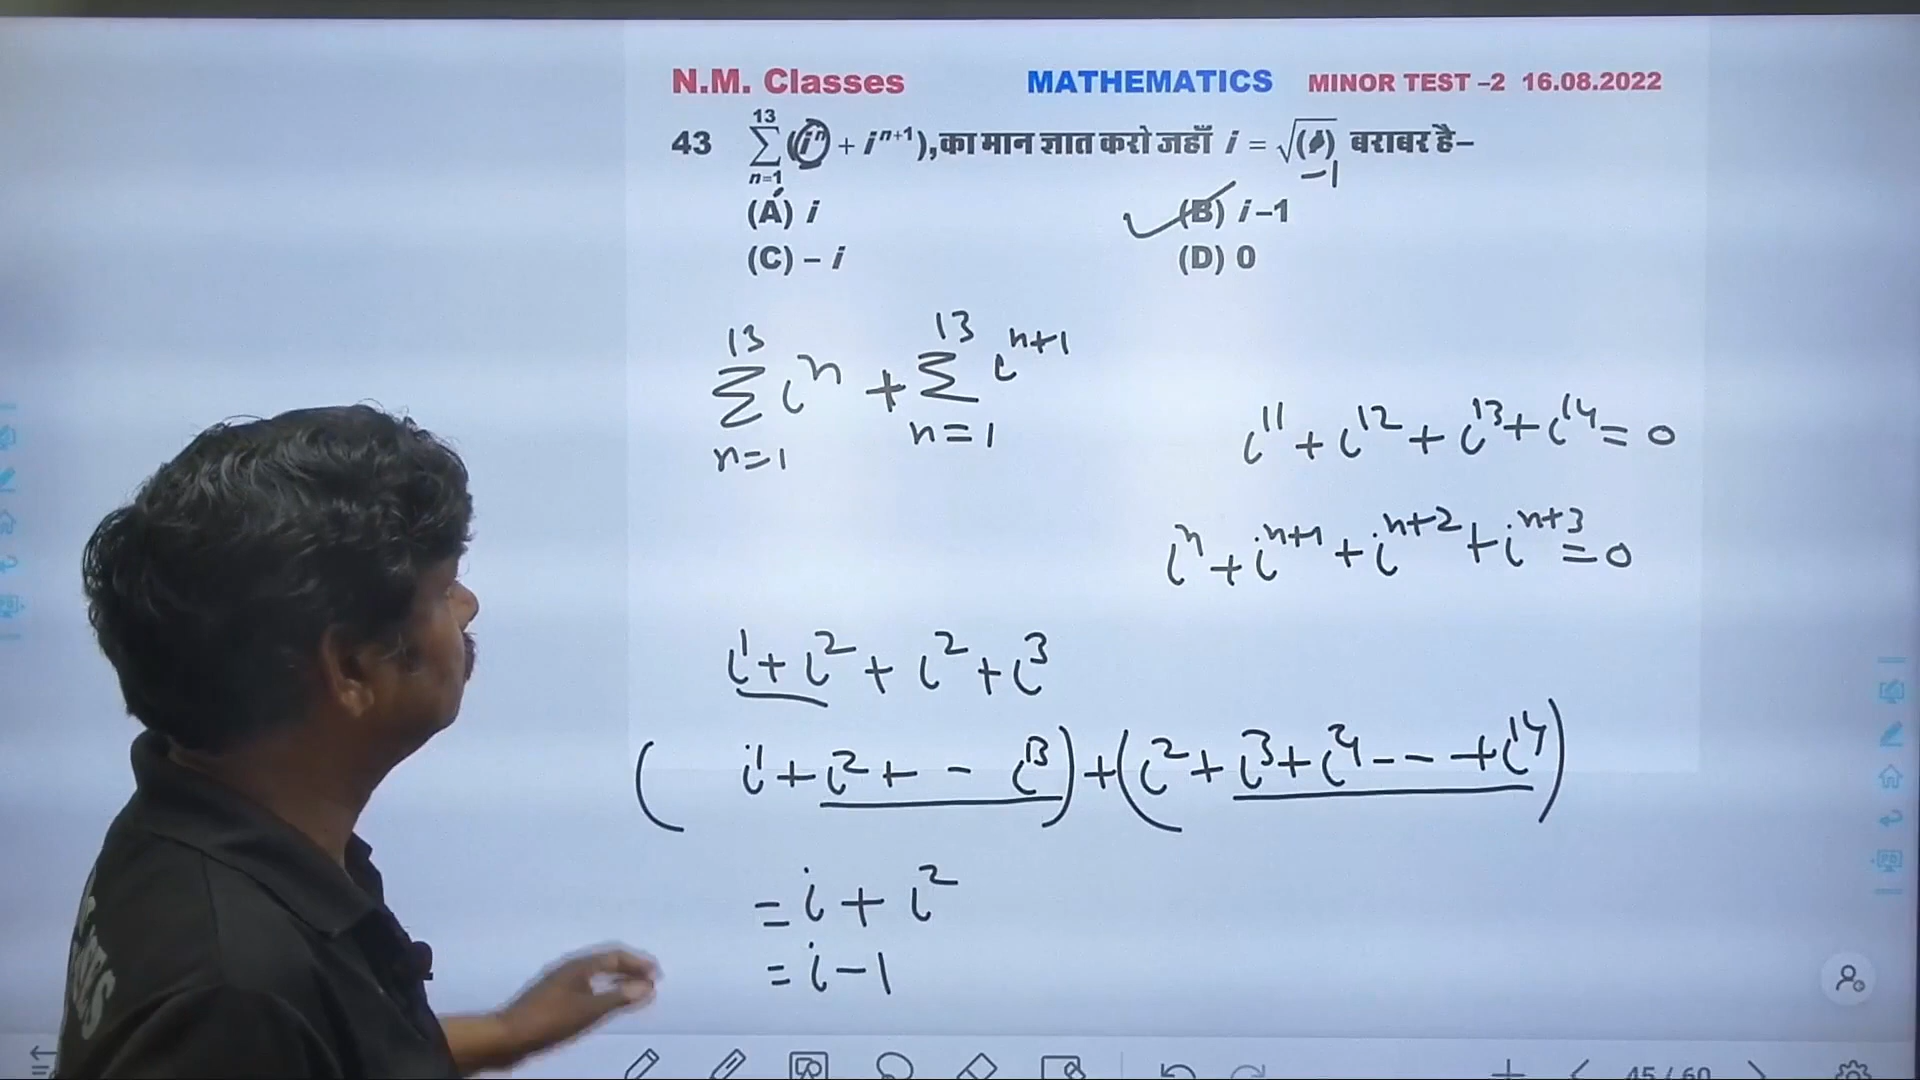 N.M. Classes MATHEMATICS MINOR TEST –2 16.08.2022
43 ∑_{n=1}^{13} (iⁿ + iⁿ⁺¹), का मान ज्ञात करो जहाँ i = √( ) बराबर है–
–1
(A) i (B) i –1
(C) – i (D) 0
∑_{n=1}^{13} iⁿ + ∑_{n=1}^{13} iⁿ⁺¹
i¹¹ + i¹² + i¹³ + i¹⁴ = 0
iⁿ + iⁿ⁺¹ + iⁿ⁺² + iⁿ⁺³ = 0
i¹ + i² + i² + i³
( i¹ + i² + - - i¹³) + (i² + i³ + i⁴ - - - + i¹⁴)
= i + i²
= i – 1
45 / 60